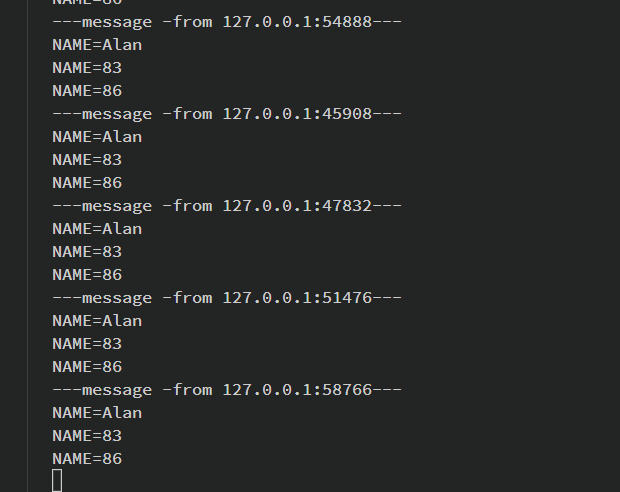 NAME=86
---message -from 127.0.0.1:54888---
NAME=Alan
NAME=83
NAME=86
---message -from 127.0.0.1:45908---
NAME=Alan
NAME=83
NAME=86
---message -from 127.0.0.1:47832---
NAME=Alan
NAME=83
NAME=86
---message -from 127.0.0.1:51476---
NAME=Alan
NAME=83
NAME=86
---message -from 127.0.0.1:58766---
NAME=Alan
NAME=83
NAME=86